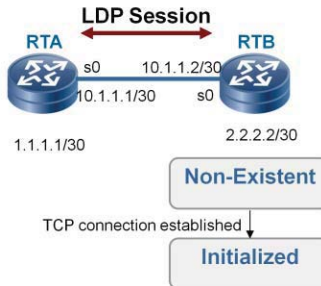 LDP Session
RTA
RTB
s0
10.1.1.2/30
10.1.1.1/30
s0
1.1.1.1/30
2.2.2.2/30
Non-Existent
TCP connection established
Initialized